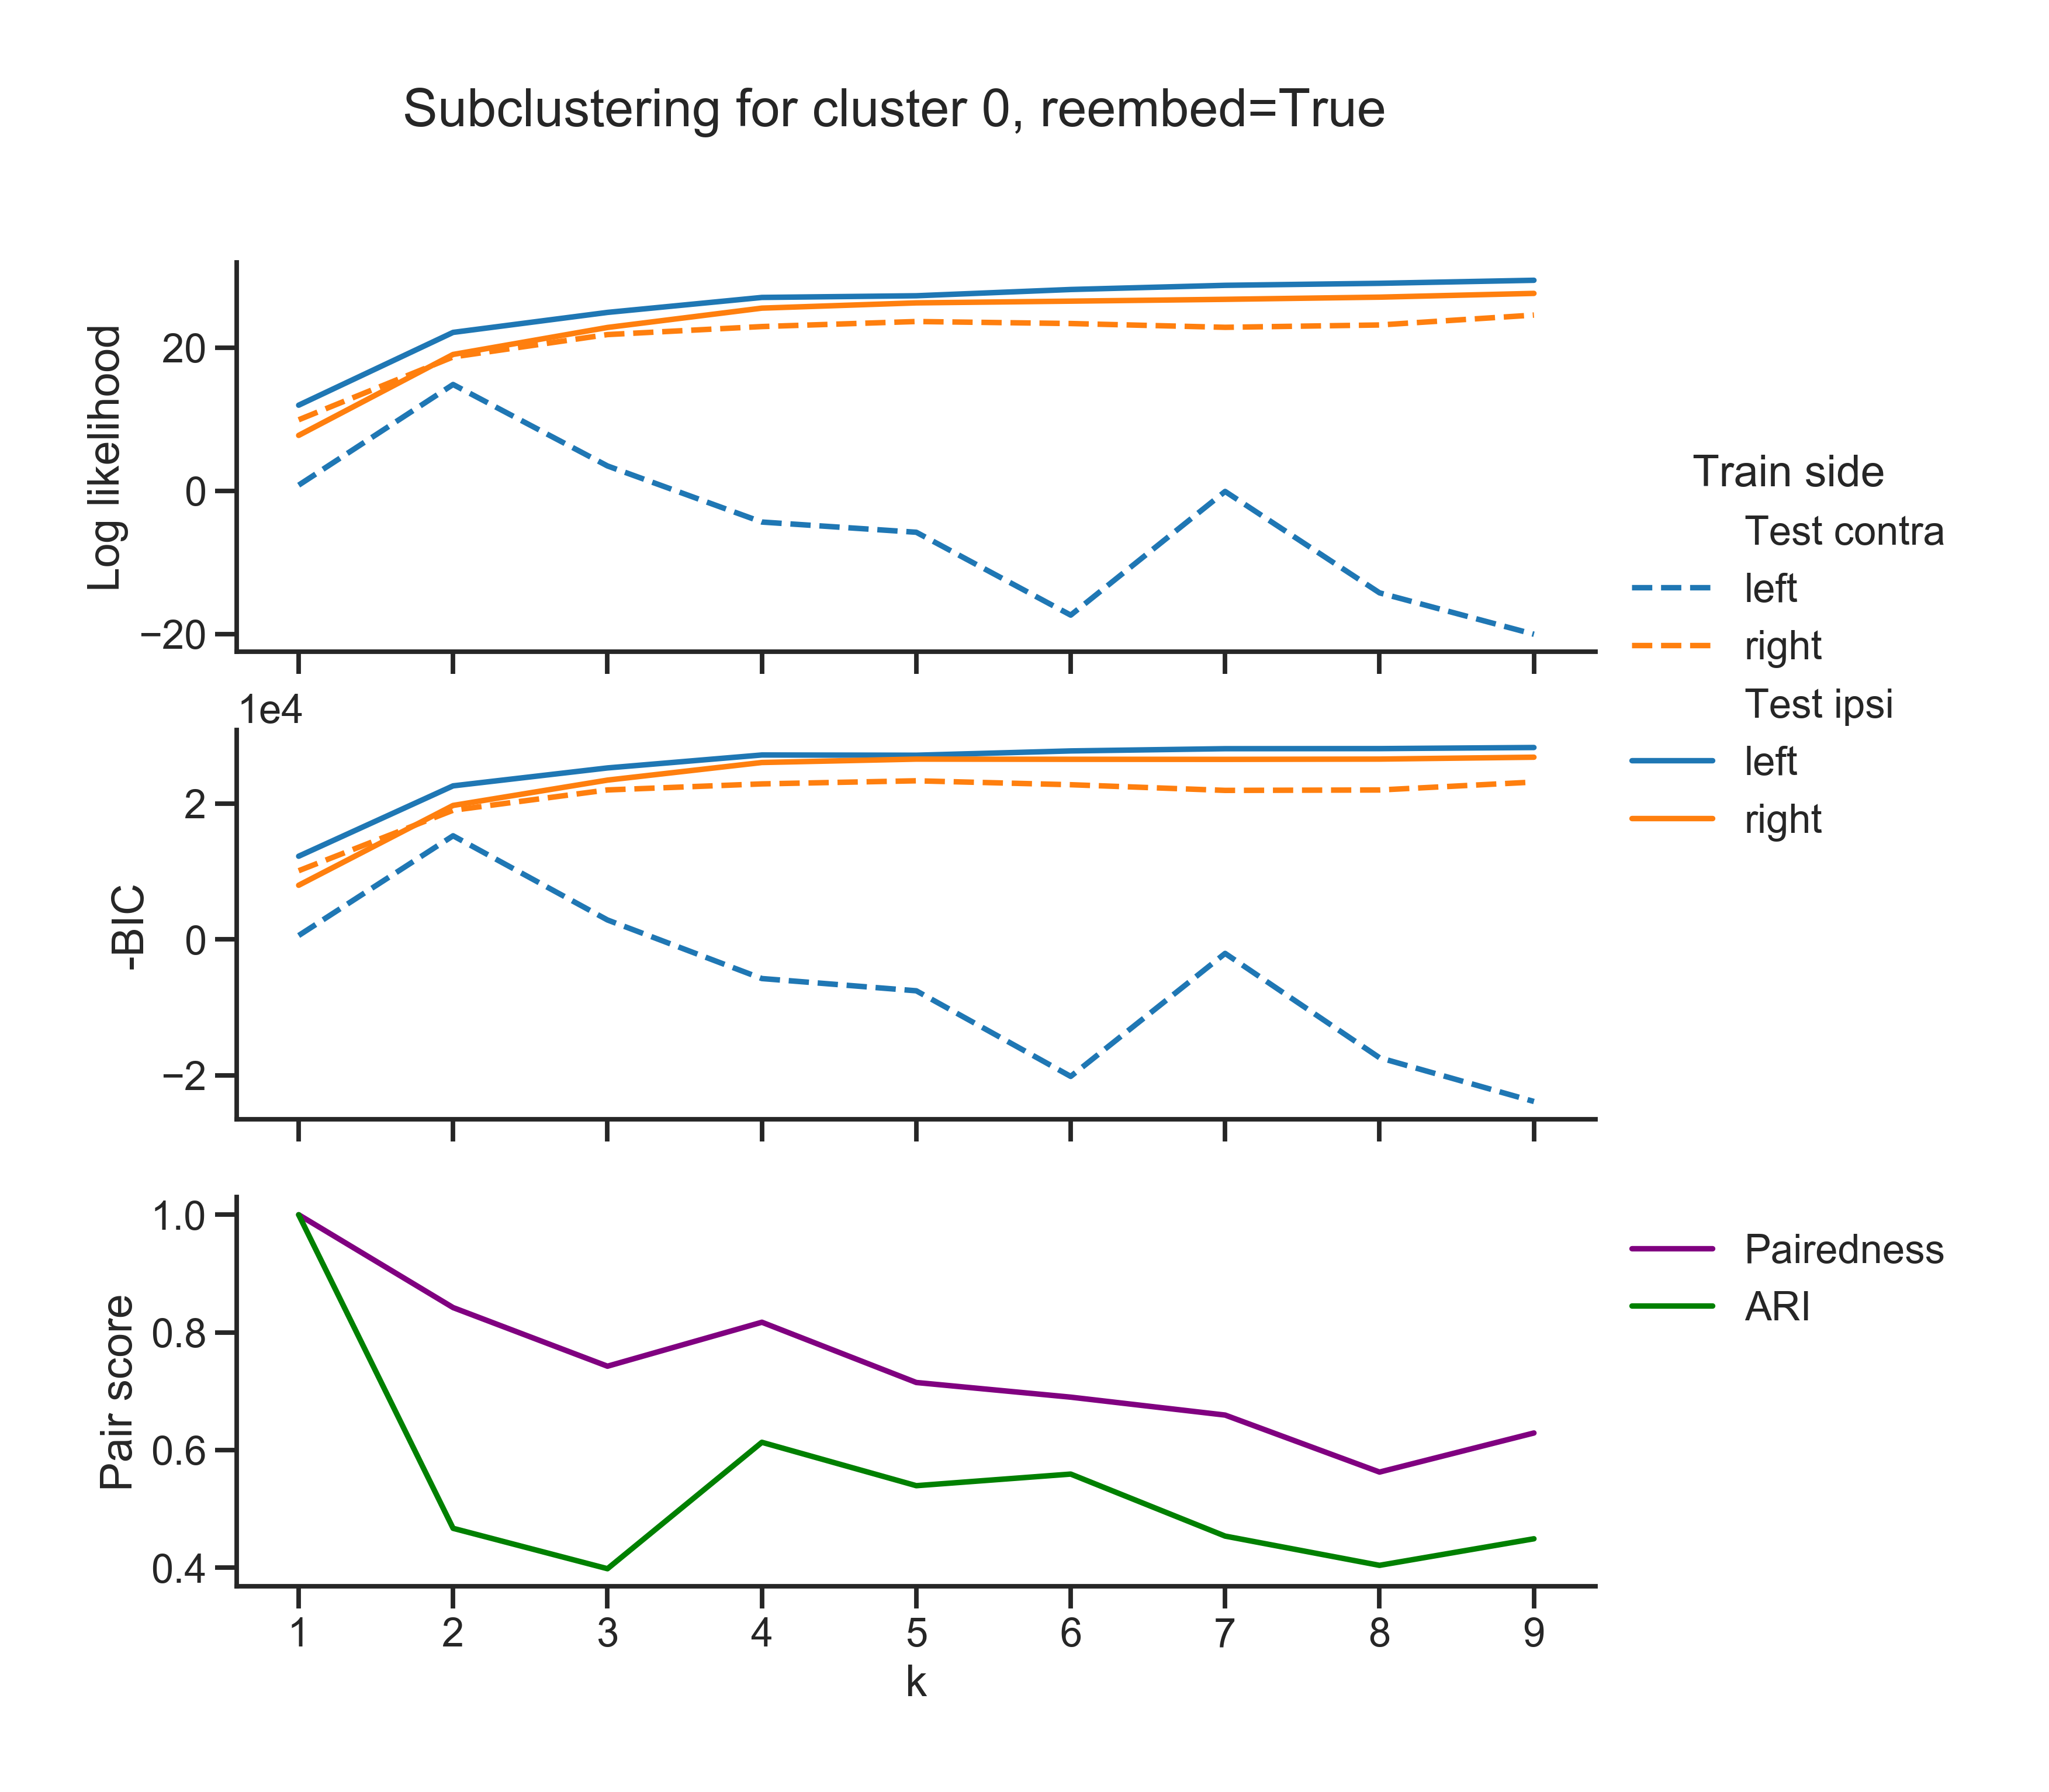 Subclustering for cluster 0, reembed=True
Log likelihood
20
0
−20
Train side
Test contra
left
right
Test ipsi
left
right
1e4
-BIC
2
0
−2
Pair score
1.0
0.8
0.6
0.4
Pairedness
ARI
1 2 3 4 5 6 7 8 9
k